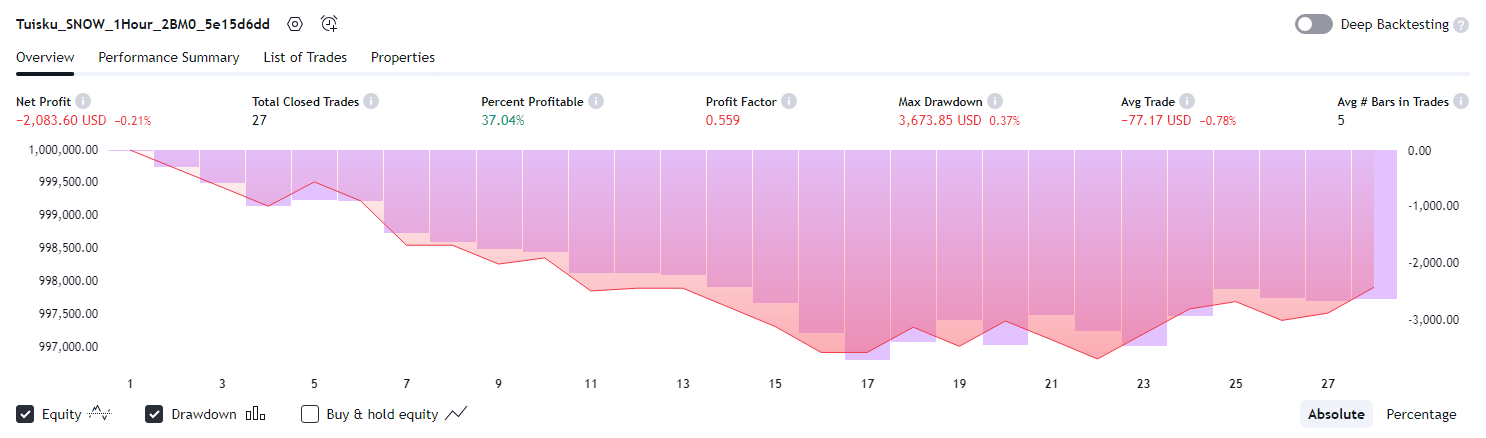 Tuisku_SNOW_1Hour_2BM0_5e15d6dd Deep Backtesting ?
Overview Performance Summary List of Trades Properties
Net Profit Total Closed Trades Percent Profitable Profit Factor Max Drawdown Avg Trade Avg # Bars in Trades
−2,083.60 USD −0.21% 27 37.04% 0.559 3,673.85 USD 0.37% −77.17 USD −0.78% 5
1,000,000.00 0.00
999,500.00
999,000.00 -1,000.00
998,500.00
998,000.00 -2,000.00
997,500.00 -3,000.00
997,000.00
1 3 5 7 9 11 13 15 17 19 21 23 25 27
Equity Drawdown Buy & hold equity Absolute Percentage